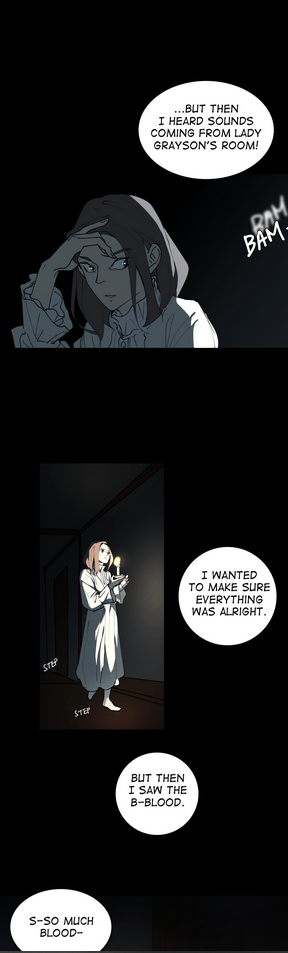 ...BUT THEN
I HEARD SOUNDS
COMING FROM LADY
GRAYSON'S ROOM!
BAM
BAM-
I WANTED
TO MAKE SURE
EVERYTHING
WAS ALRIGHT.
STEP
STEP
BUT THEN
I SAW THE
B-BLOOD.
S-SO MUCH
BLOOD-